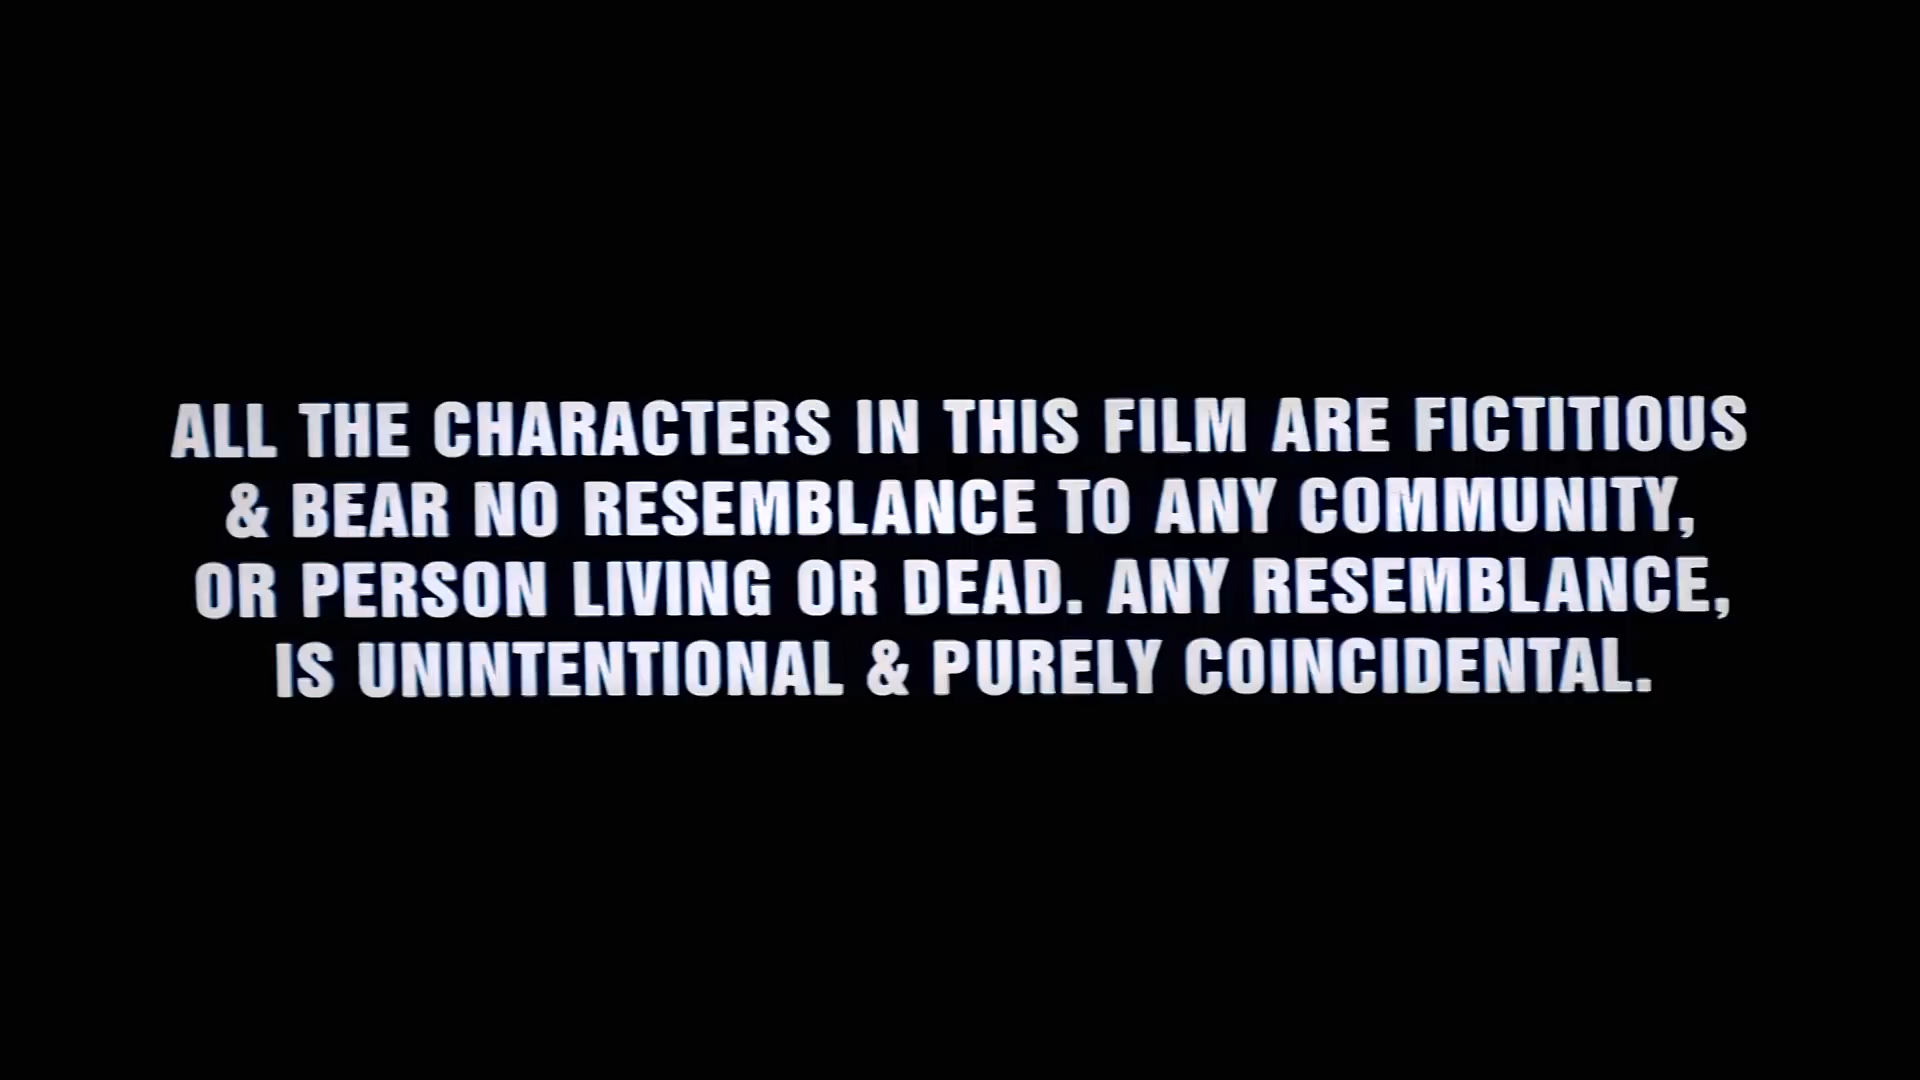 ALL THE CHARACTERS IN THIS FILM ARE FICTITIOUS
& BEAR NO RESEMBLANCE TO ANY COMMUNITY,
OR PERSON LIVING OR DEAD. ANY RESEMBLANCE,
IS UNINTENTIONAL & PURELY COINCIDENTAL.